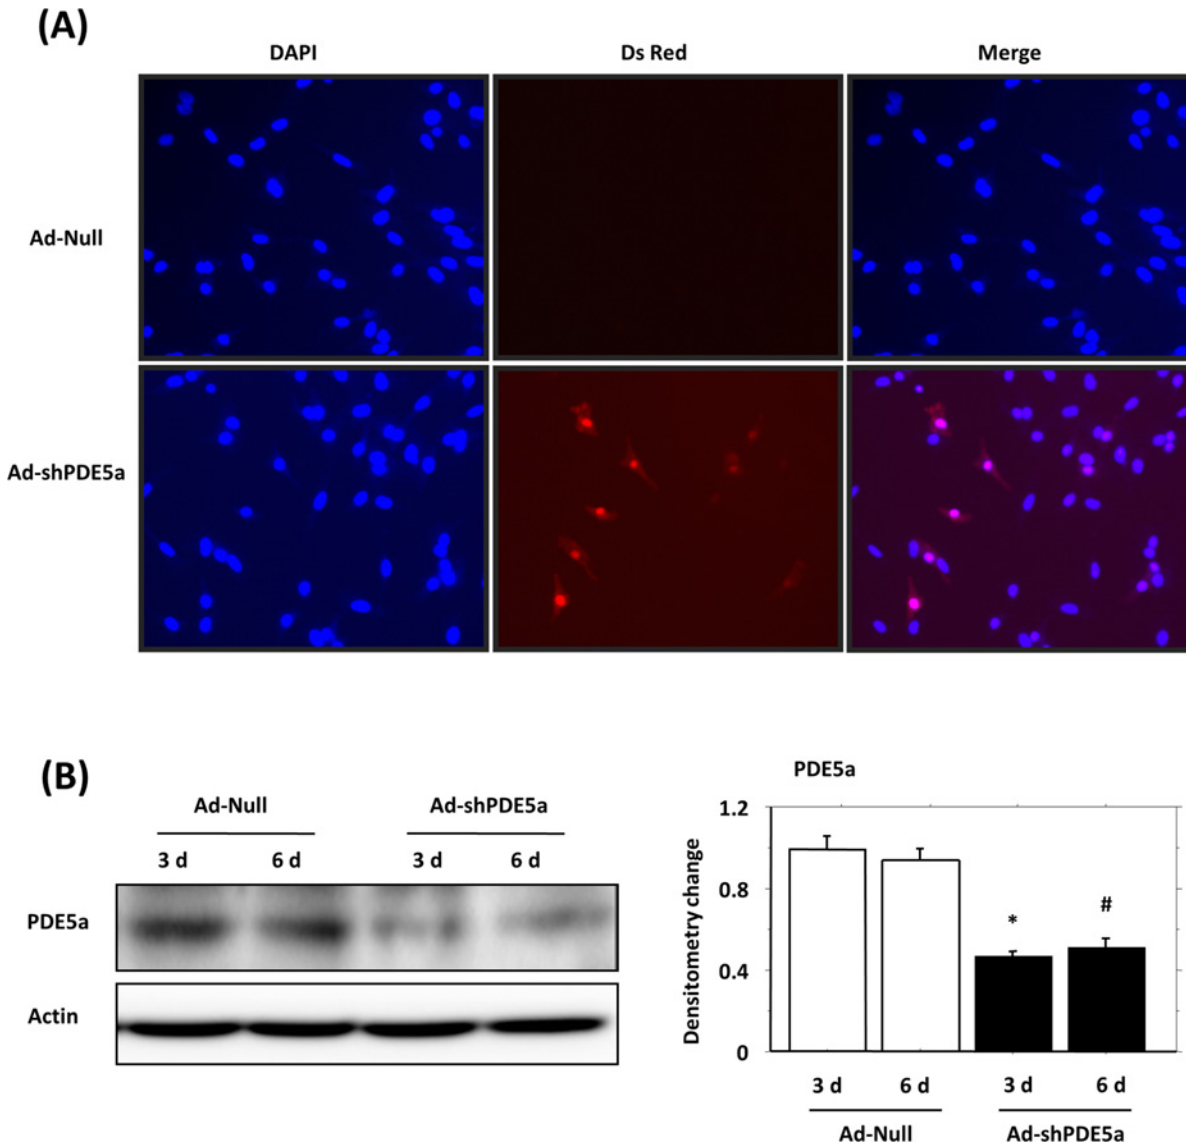 (A)
DAPI
Ds Red
Merge
Ad-Null
Ad-shPDE5a
(B)
Ad-Null
Ad-shPDE5a
3 d
6 d
3 d
6 d
PDE5a
Actin
PDE5a
Densitometry change
1.2
0.8
0.4
0
*
#
3 d
6 d
3 d
6 d
Ad-Null
Ad-shPDE5a